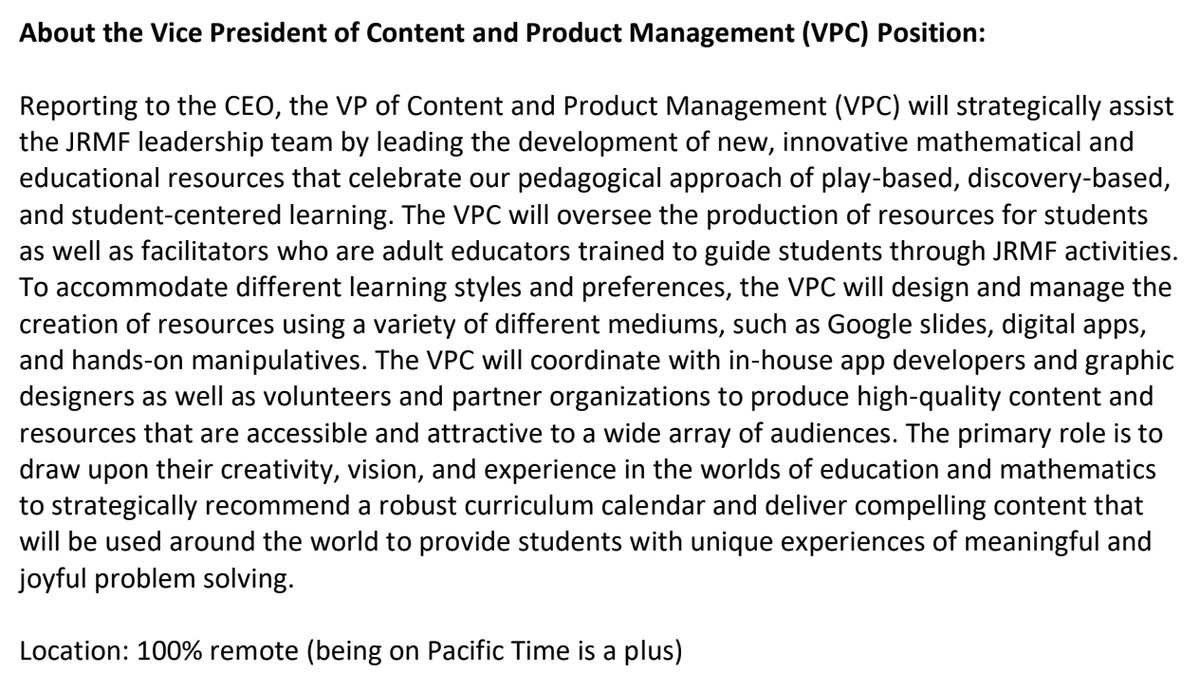 About the Vice President of Content and Product Management (VPC) Position:
Reporting to the CEO, the VP of Content and Product Management (VPC) will strategically assist
the JRMF leadership team by leading the development of new, innovative mathematical and
educational resources that celebrate our pedagogical approach of play-based, discovery-based,
and student-centered learning. The VPC will oversee the production of resources for students
as well as facilitators who are adult educators trained to guide students through JRMF activities.
To accommodate different learning styles and preferences, the VPC will design and manage the
creation of resources using a variety of different mediums, such as Google slides, digital apps,
and hands-on manipulatives. The VPC will coordinate with in-house app developers and graphic
designers as well as volunteers and partner organizations to produce high-quality content and
resources that are accessible and attractive to a wide array of audiences. The primary role is to
draw upon their creativity, vision, and experience in the worlds of education and mathematics
to strategically recommend a robust curriculum calendar and deliver compelling content that
will be used around the world to provide students with unique experiences of meaningful and
joyful problem solving.
Location: 100% remote (being on Pacific Time is a plus)